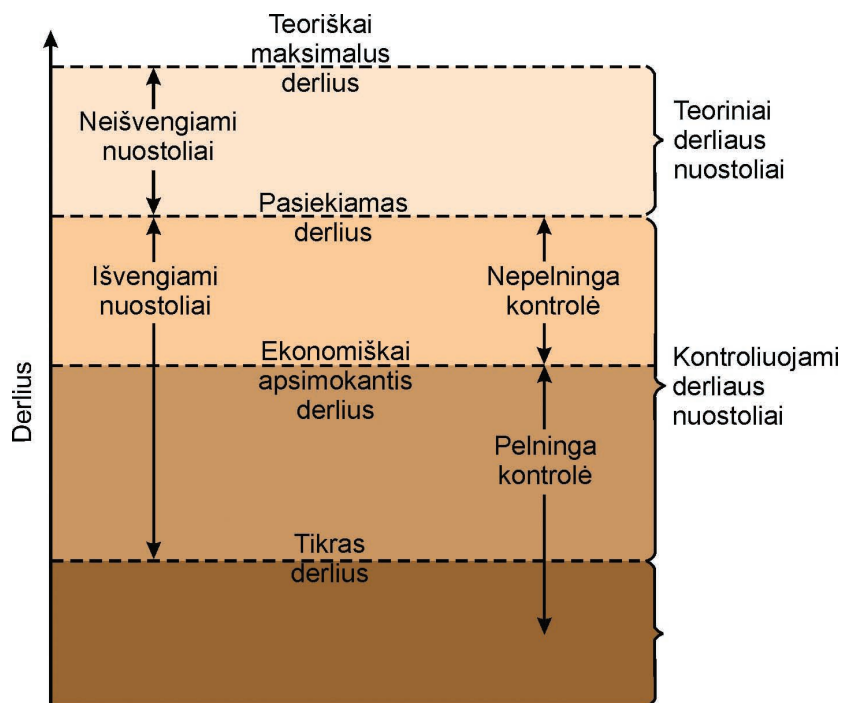 Teoriškai
maksimalus
derlius
Neišvengiami
nuostoliai
Teoriniai
derliaus
nuostoliai
Pasiekiamas
derlius
Išvengiami
nuostoliai
Nepelninga
kontrolė
Ekonomiškai
apsimokantis
derlius
Kontroliuojami
derliaus
nuostoliai
Derlius
Pelninga
kontrolė
Tikras
derlius